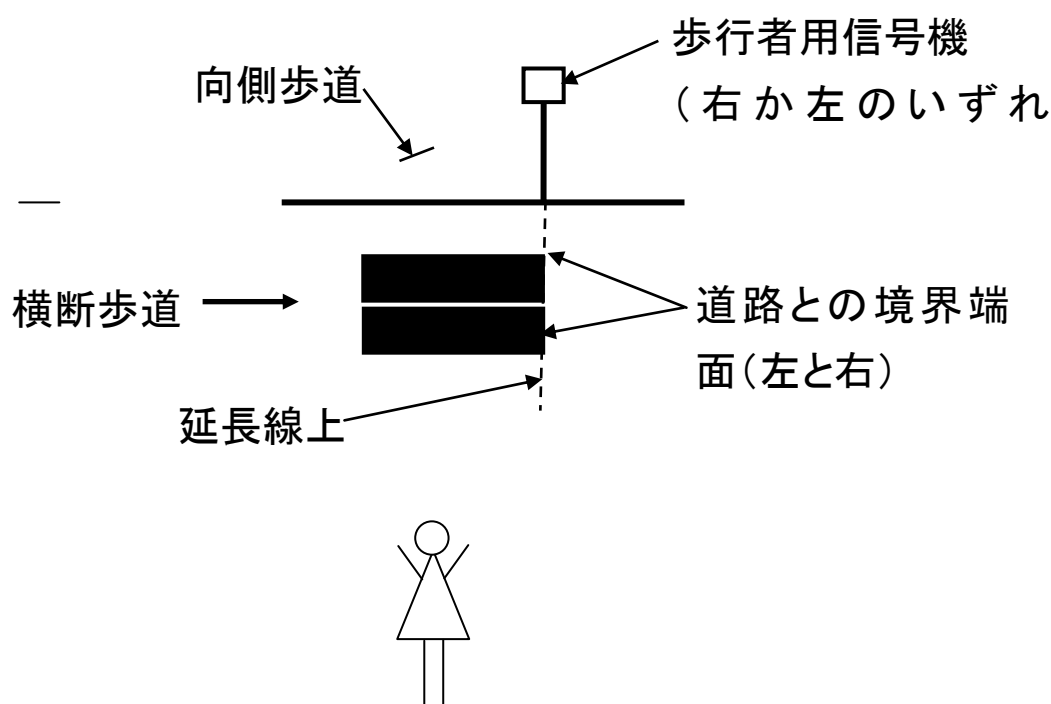 歩行者用信号機
(右か左のいずれ
向側歩道
横断歩道
道路との境界端
面(左と右)
延長線上